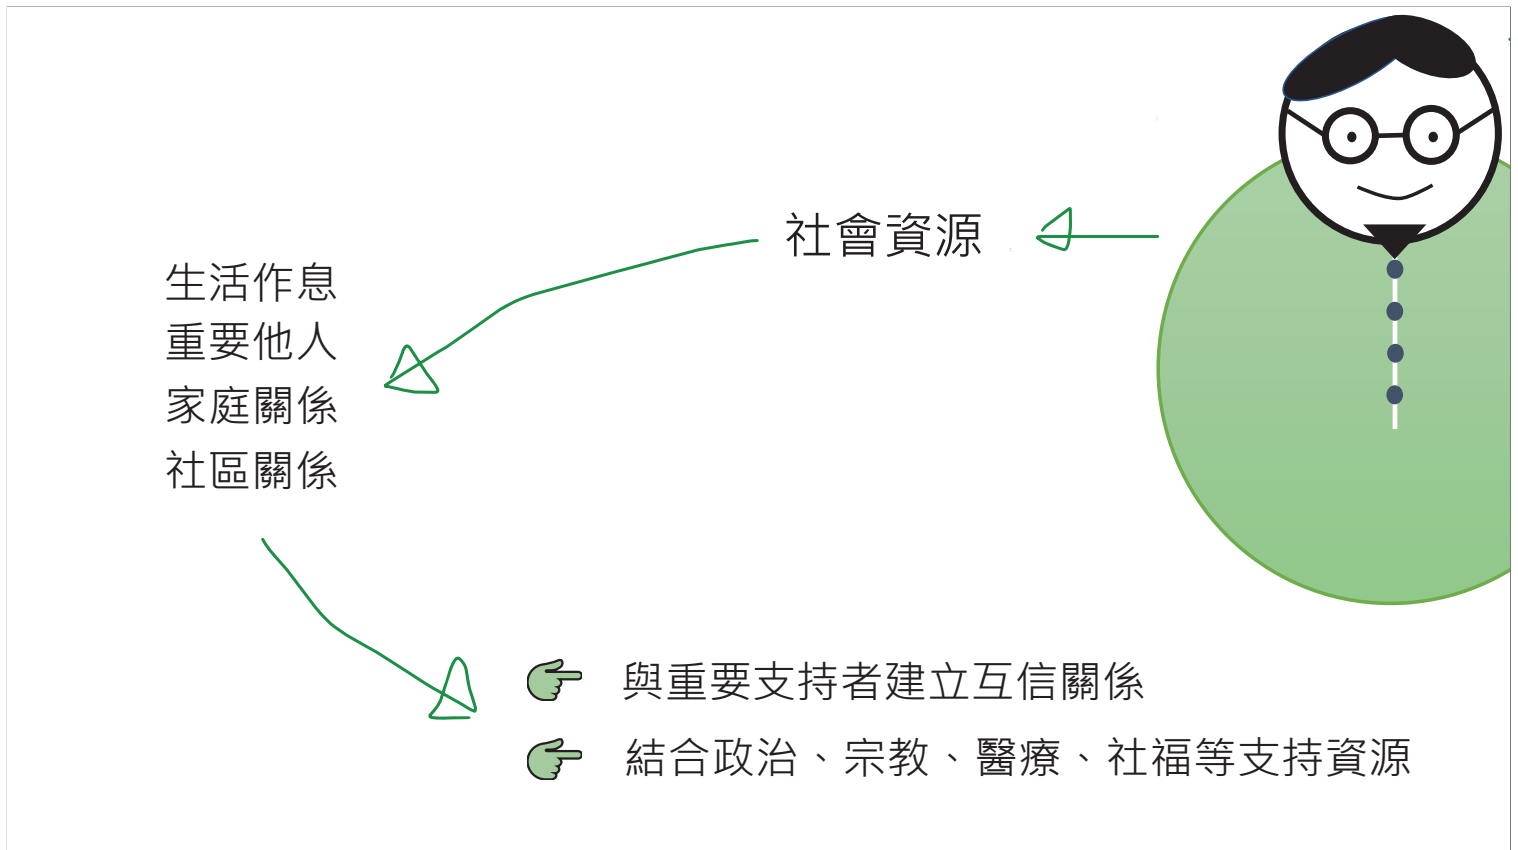 社會資源
生活作息
重要他人
家庭關係
社區關係
與重要支持者建立互信關係
結合政治、宗教、醫療、社福等支持資源